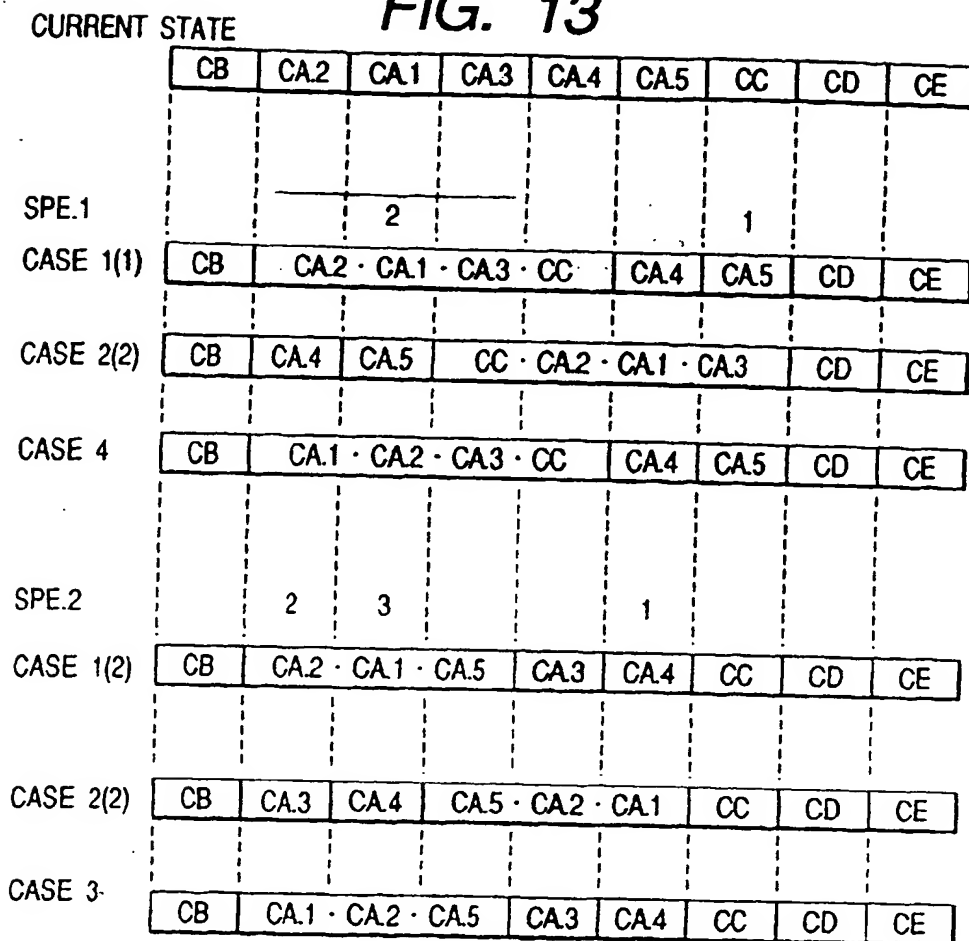 FIG. 13
CURRENT STATE
CB CA.2 CA.1 CA.3 CA.4 CA.5 CC CD CE
SPE.1 2 1
CASE 1(1) CB CA.2 · CA.1 · CA.3 · CC CA.4 CA.5 CD CE
CASE 2(2) CB CA.4 CA.5 CC · CA.2 · CA.1 · CA.3 CD CE
CASE 4 CB CA.1 · CA.2 · CA.3 · CC CA.4 CA.5 CD CE
SPE.2 2 3 1
CASE 1(2) CB CA.2 · CA.1 · CA.5 CA.3 CA.4 CC CD CE
CASE 2(2) CB CA.3 CA.4 CA.5 · CA.2 · CA.1 CC CD CE
CASE 3 CB CA.1 · CA.2 · CA.5 CA.3 CA.4 CC CD CE